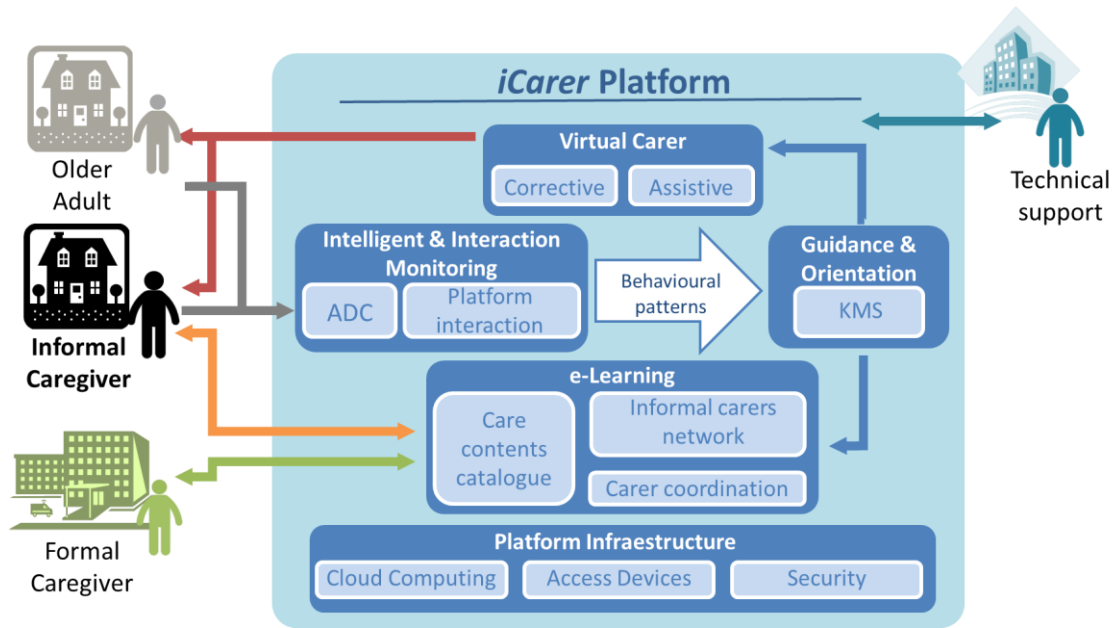 iCarer Platform
Older
Adult
Informal
Caregiver
Formal
Caregiver
Virtual Carer
Corrective
Assistive
Intelligent & Interaction
Monitoring
ADC
Platform
interaction
Behavioural
patterns
Guidance &
Orientation
KMS
e-Learning
Care
contents
catalogue
Informal carers
network
Carer coordination
Platform Infraestructure
Cloud Computing
Access Devices
Security
Technical
support